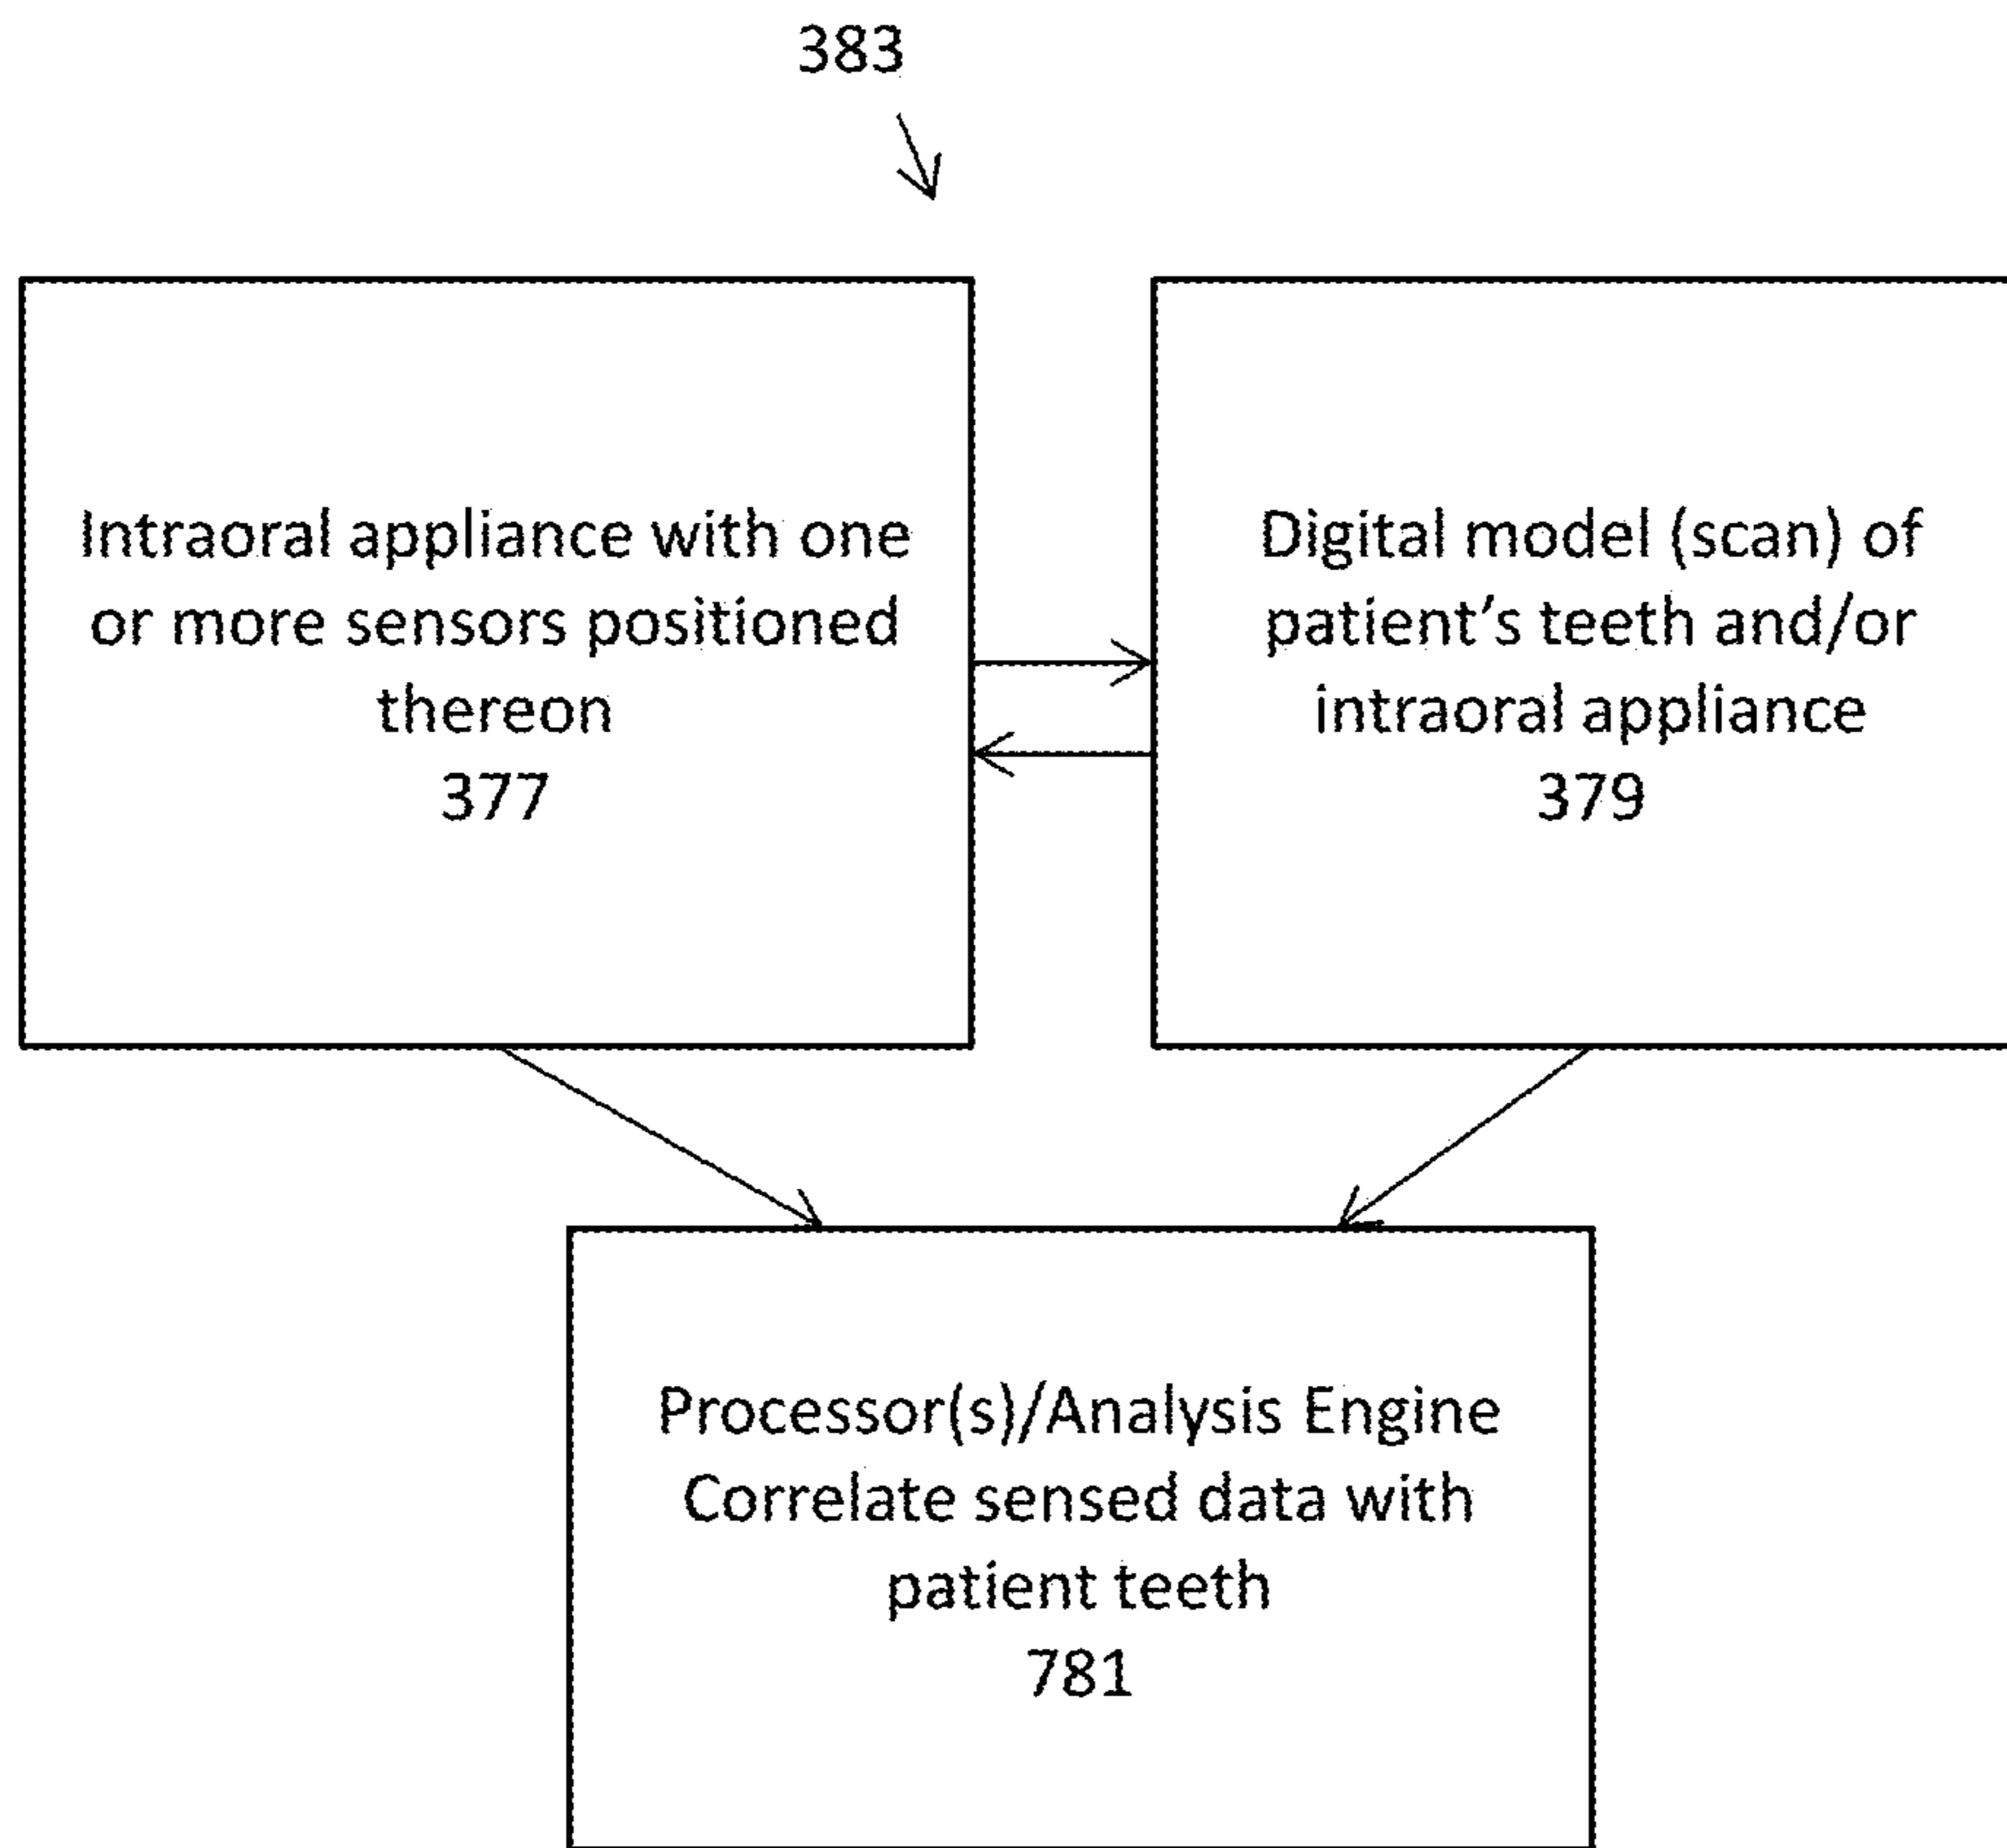 383
Intraoral appliance with one
or more sensors positioned
thereon
377
Digital model (scan) of
patient's teeth and/or
intraoral appliance
379
Processor(s)/Analysis Engine
Correlate sensed data with
patient teeth
781